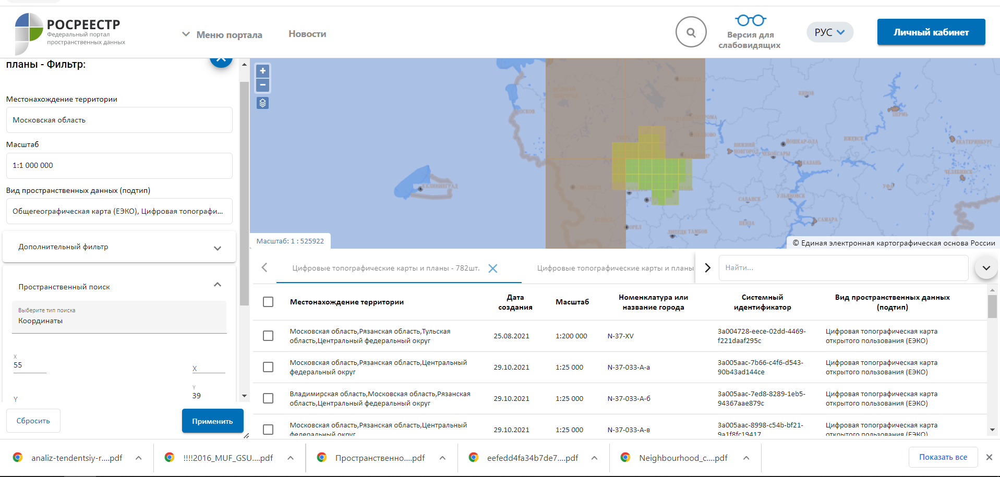 РОСРЕЕСТР
Федеральный портал
пространственных данных
Меню портала
Новости
Версия для
слабовидящих
РУС
Личный кабинет
планы - Фильтр:
Местонахождение территории
Московская область
Масштаб
1:1 000 000
Вид пространственных данных (подтип)
Общегеографическая карта (ЕЭКО), Цифровая топографи...
Дополнительный фильтр
Пространственный поиск
Выберите тип поиска
Координаты
X
55
X
Y
39
Y
Сбросить
Применить
+
−
ПСКОВ
КАЛИНИНГРАД
КИРОВ
ПЕРМЬ
ЕКАТЕРИНБУРГ
ИЖЕВСК
ЙОШКАР-ОЛА
НИЖНИЙ
НОВГОРОД
ЧЕБОКСАРЫ
КАЗАНЬ
ЧЕЛЯБИНСК
УФА
УЛЬЯНОВСК
САРАНСК
САМАРА
ПЕНЗА
ОРЕЛ
ЛИПЕЦК
ТАМБОВ
Масштаб: 1 : 525922
© Единая электронная картографическая основа России
Цифровые топографические карты и планы - 782шт.
Цифровые топографические карты и планы
Найти...
Местонахождение территории
Дата
создания
Масштаб
Номенклатура или
название города
Системный
идентификатор
Вид пространственных данных
(подтип)
Московская область,Рязанская область,Тульская
область,Центральный федеральный округ
25.08.2021
1:200 000
N-37-XV
3a004728-eece-02dd-4469-
f221daaf295c
Цифровая топографическая карта
открытого пользования (ЕЭКО)
Московская область,Рязанская область,Центральный
федеральный округ
29.10.2021
1:25 000
N-37-033-А-а
3a005aac-7b66-c4f6-d543-
90b43ad144ce
Цифровая топографическая карта
открытого пользования (ЕЭКО)
Владимирская область,Московская область,Рязанская
область,Центральный федеральный округ
29.10.2021
1:25 000
N-37-033-А-б
3a005aac-7ed8-8289-1eb5-
94367aae879c
Цифровая топографическая карта
открытого пользования (ЕЭКО)
Московская область,Рязанская область,Центральный
федеральный округ
29.10.2021
1:25 000
N-37-033-А-в
3a005aac-8998-c54b-bf21-
9a1f8fc19417
Цифровая топографическая карта
открытого пользования (ЕЭКО)
analiz-tendentsiy-r....pdf
!!!!2016_MUF_GSU....pdf
Пространственно....pdf
eefedd4fa34b7de7....pdf
Neighbourhood_c....pdf
Показать все